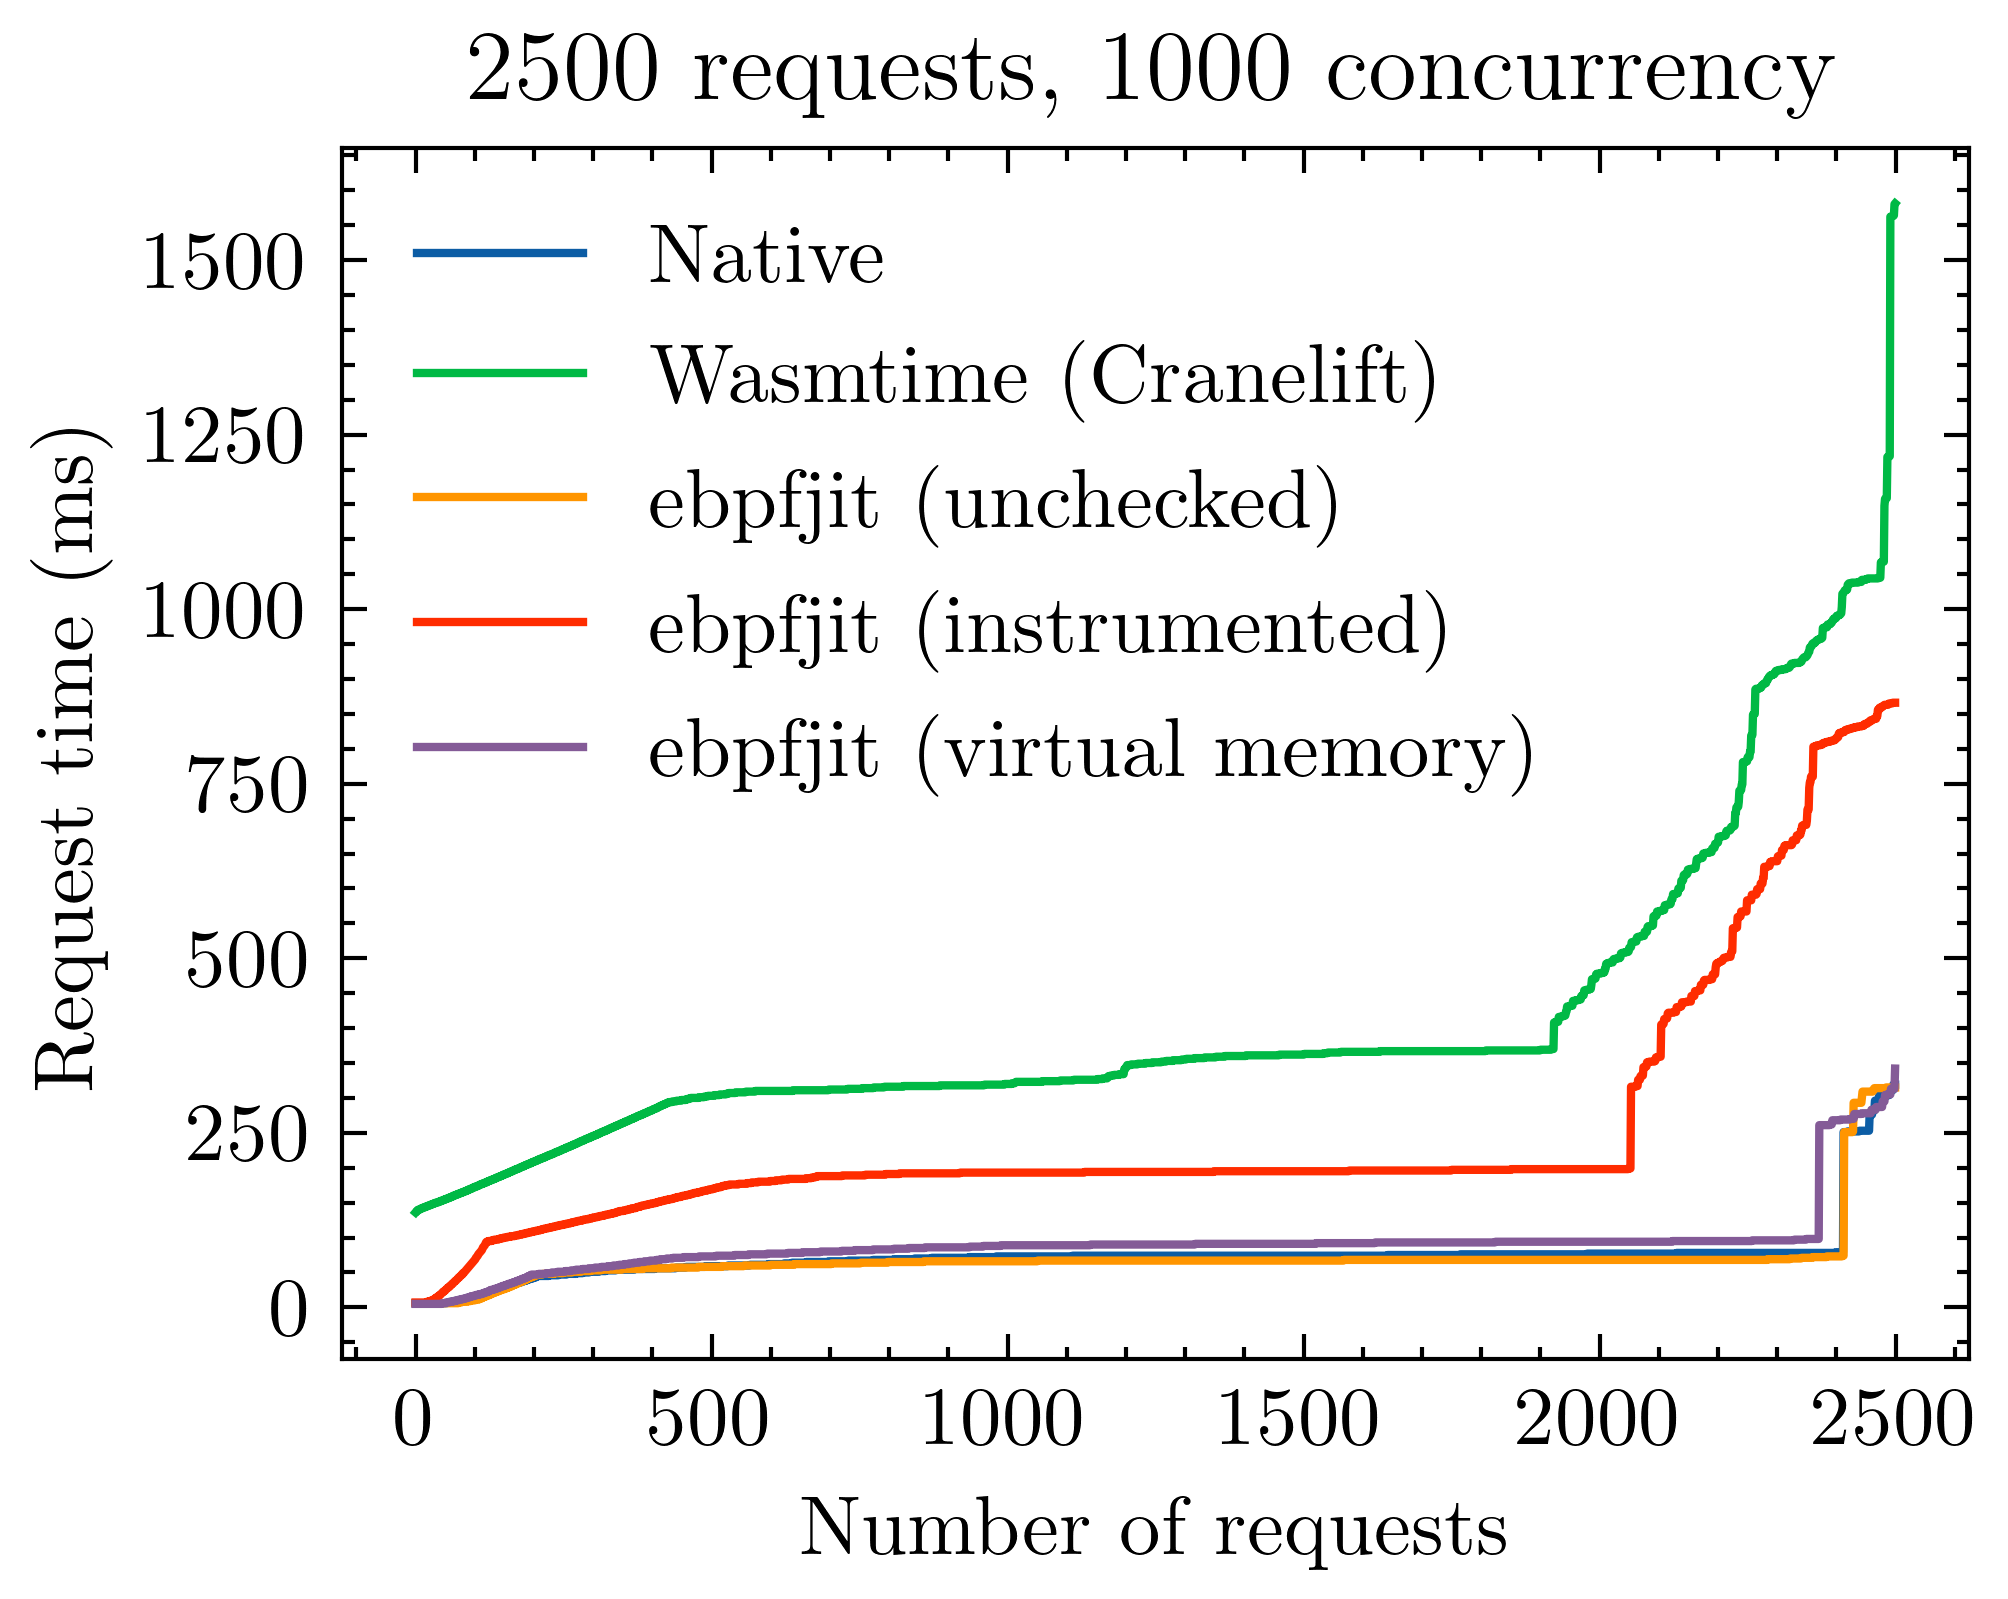 2500 requests, 1000 concurrency
Request time (ms)
1500
1250
1000
750
500
250
0
Native
Wasmtime (Cranelift)
ebpfjit (unchecked)
ebpfjit (instrumented)
ebpfjit (virtual memory)
0 500 1000 1500 2000 2500
Number of requests